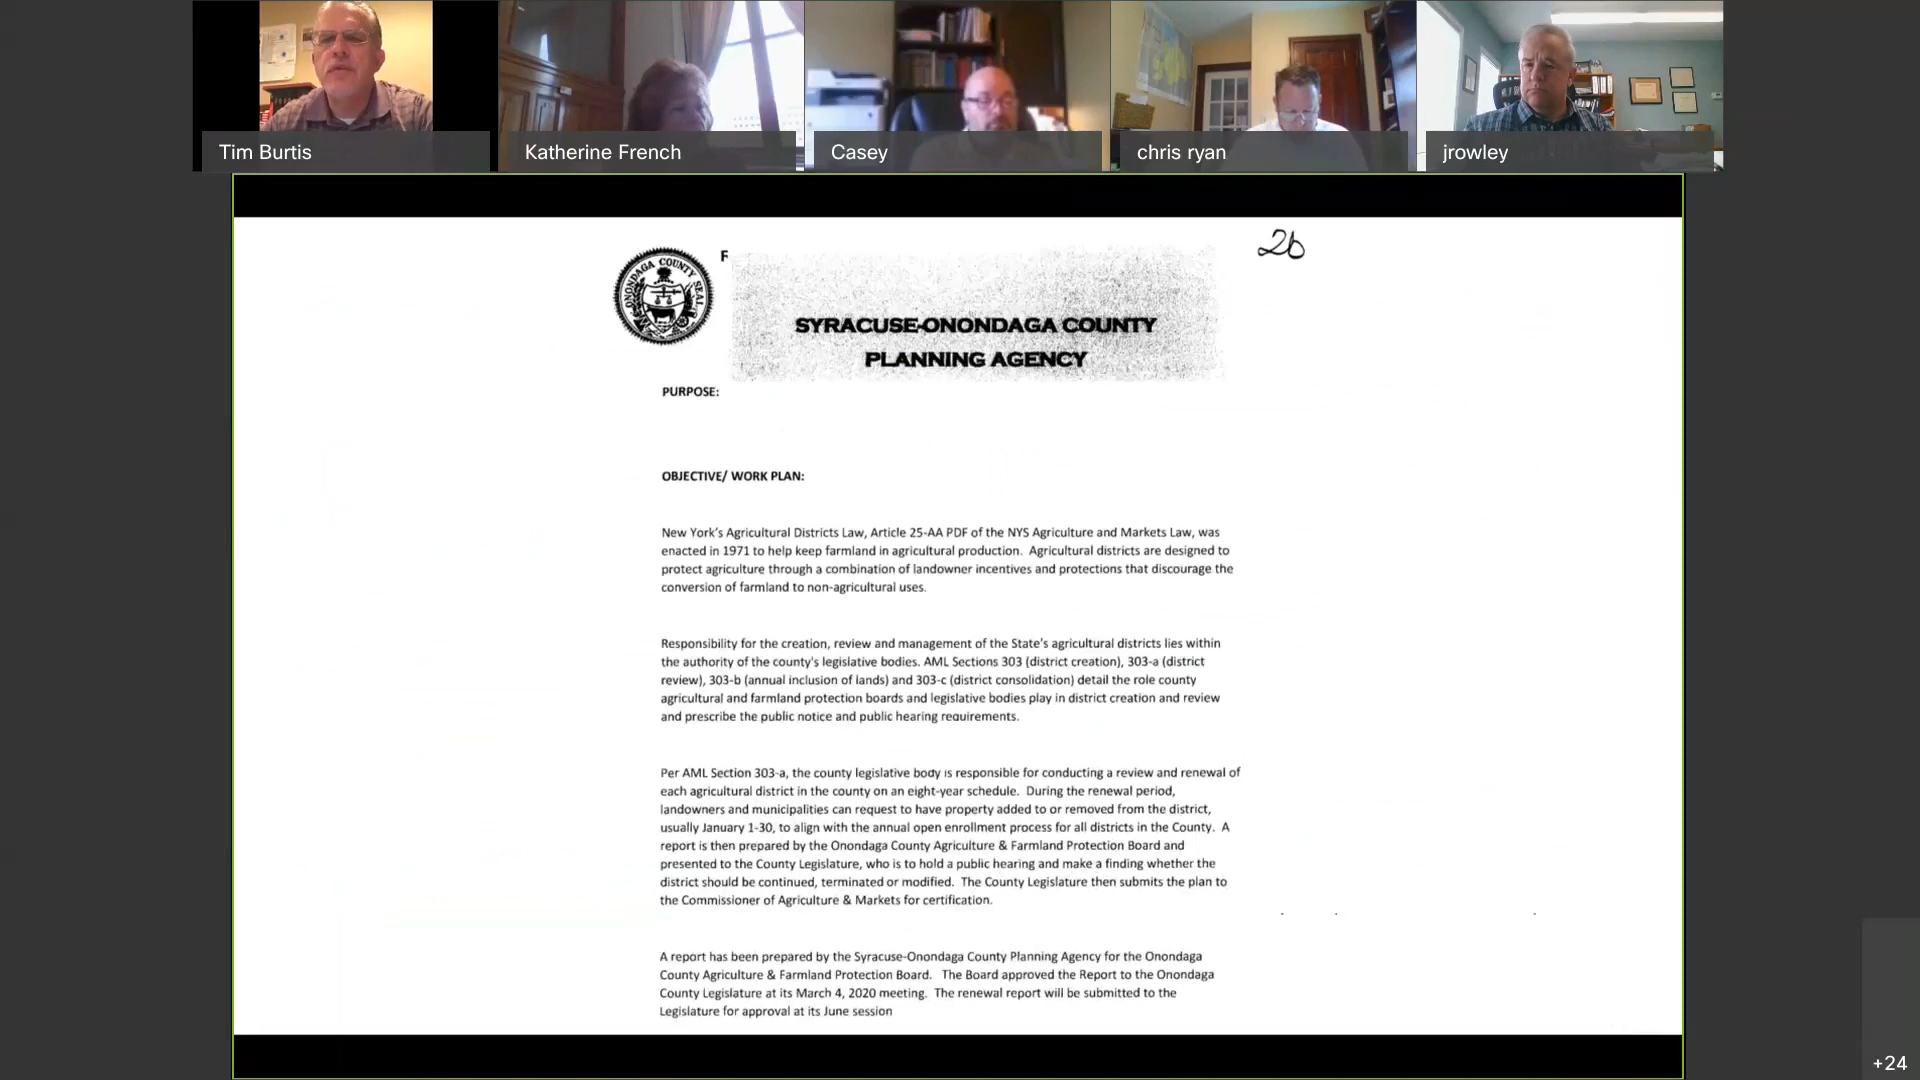 Tim Burtis
Katherine French
Casey
chris ryan
jrowley
ONONDAGA COUNTY SEAL
F
2b
SYRACUSE-ONONDAGA COUNTY
PLANNING AGENCY
PURPOSE:
OBJECTIVE/ WORK PLAN:
New York's Agricultural Districts Law, Article 25-AA PDF of the NYS Agriculture and Markets Law, was
enacted in 1971 to help keep farmland in agricultural production.  Agricultural districts are designed to
protect agriculture through a combination of landowner incentives and protections that discourage the
conversion of farmland to non-agricultural uses.
Responsibility for the creation, review and management of the State's agricultural districts lies within
the authority of the county's legislative bodies. AML Sections 303 (district creation), 303-a (district
review), 303-b (annual inclusion of lands) and 303-c (district consolidation) detail the role county
agricultural and farmland protection boards and legislative bodies play in district creation and review
and prescribe the public notice and public hearing requirements.
Per AML Section 303-a, the county legislative body is responsible for conducting a review and renewal of
each agricultural district in the county on an eight-year schedule.  During the renewal period,
landowners and municipalities can request to have property added to or removed from the district,
usually January 1-30, to align with the annual open enrollment process for all districts in the County.  A
report is then prepared by the Onondaga County Agriculture & Farmland Protection Board and
presented to the County Legislature, who is to hold a public hearing and make a finding whether the
district should be continued, terminated or modified.  The County Legislature then submits the plan to
the Commissioner of Agriculture & Markets for certification.
A report has been prepared by the Syracuse-Onondaga County Planning Agency for the Onondaga
County Agriculture & Farmland Protection Board.   The Board approved the Report to the Onondaga
County Legislature at its March 4, 2020 meeting.  The renewal report will be submitted to the
Legislature for approval at its June session
+24